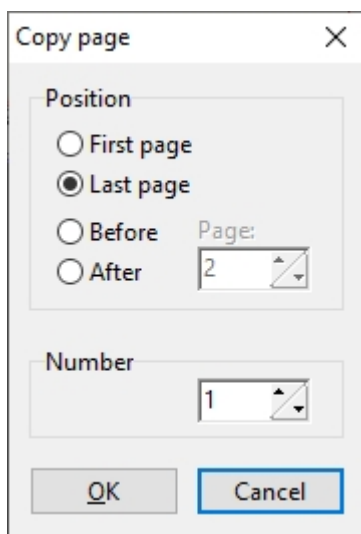 Copy page
Position
First page
Last page
Before Page:
After 2
Number
1
OK Cancel